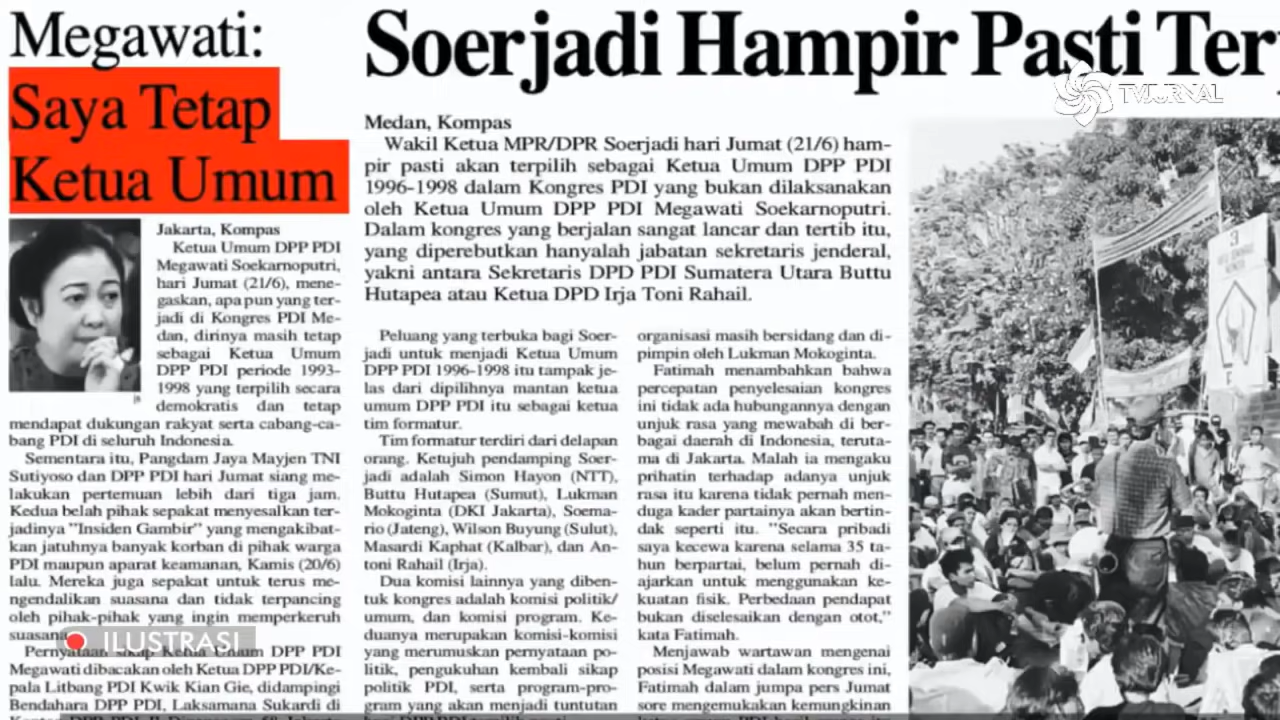 Megawati:
Saya Tetap
Ketua Umum
Jakarta, Kompas
Ketua Umum DPP PDI
Megawati Soekarnoputri,
hari Jumat (21/6), mene-
gaskan, apa pun yang ter-
jadi di Kongres PDI Me-
dan, dirinya masih tetap
sebagai Ketua Umum
DPP PDI periode 1993-
1998 yang terpilih secara
demokratis dan tetap
mendapat dukungan rakyat serta cabang-ca-
bang PDI di seluruh Indonesia.
Sementara itu, Pangdam Jaya Mayjen TNI
Sutiyoso dan DPP PDI hari Jumat siang me-
lakukan pertemuan lebih dari tiga jam.
Kedua belah pihak sepakat menyesalkan ter-
jadinya "Insiden Gambir" yang mengakibat-
kan jatuhnya banyak korban di pihak warga
PDI maupun aparat keamanan, Kamis (20/6)
lalu. Mereka juga sepakat untuk terus me-
ngendalikan suasana dan tidak terpancing
oleh pihak-pihak yang ingin memperkeruh
suasana
ILUSTRASI
Umum DPP PDI
Megawati dibacakan oleh Ketua DPP PDI/Ke-
pala Litbang PDI Kwik Kian Gie, didampingi
Bendahara DPP PDI, Laksamana Sukardi di
Soerjadi Hampir Pasti Ter
TVJURNAL
Medan, Kompas
Wakil Ketua MPR/DPR Soerjadi hari Jumat (21/6) ham-
pir pasti akan terpilih sebagai Ketua Umum DPP PDI
1996-1998 dalam Kongres PDI yang bukan dilaksanakan
oleh Ketua Umum DPP PDI Megawati Soekarnoputri.
Dalam kongres yang berjalan sangat lancar dan tertib itu,
yang diperebutkan hanyalah jabatan sekretaris jenderal,
yakni antara Sekretaris DPD PDI Sumatera Utara Buttu
Hutapea atau Ketua DPD Irja Toni Rahail.
Peluang yang terbuka bagi Soer-
jadi untuk menjadi Ketua Umum
DPP PDI 1996-1998 itu tampak je-
las dari dipilihnya mantan ketua
umum DPP PDI itu sebagai ketua
tim formatur.
Tim formatur terdiri dari delapan
orang. Ketujuh pendamping Soer-
jadi adalah Simon Hayon (NTT),
Buttu Hutapea (Sumut), Lukman
Mokoginta (DKI Jakarta), Soema-
rio (Jateng), Wilson Buyung (Sulut),
Masardi Kaphat (Kalbar), dan An-
toni Rahail (Irja).
Dua komisi lainnya yang diben-
tuk kongres adalah komisi politik/
umum, dan komisi program. Ke-
duanya merupakan komisi-komisi
yang merumuskan pernyataan po-
litik, pengukuhan kembali sikap
politik PDI, serta program-pro-
gram yang akan menjadi tuntutan
organisasi masih bersidang dan di-
pimpin oleh Lukman Mokoginta.
Fatimah menambahkan bahwa
percepatan penyelesaian kongres
ini tidak ada hubungannya dengan
unjuk rasa yang mewabah di ber-
bagai daerah di Indonesia, teruta-
ma di Jakarta. Malah ia mengaku
prihatin terhadap adanya unjuk
rasa itu karena tidak pernah men-
duga kader partainya akan bertin-
dak seperti itu. "Secara pribadi
saya kecewa karena selama 35 ta-
hun berpartai, belum pernah di-
ajarkan untuk menggunakan ke-
kuatan fisik. Perbedaan pendapat
bukan diselesaikan dengan otot,"
kata Fatimah.
Menjawab wartawan mengenai
posisi Megawati dalam kongres ini,
Fatimah dalam jumpa pers Jumat
sore mengemukakan kemungkinan